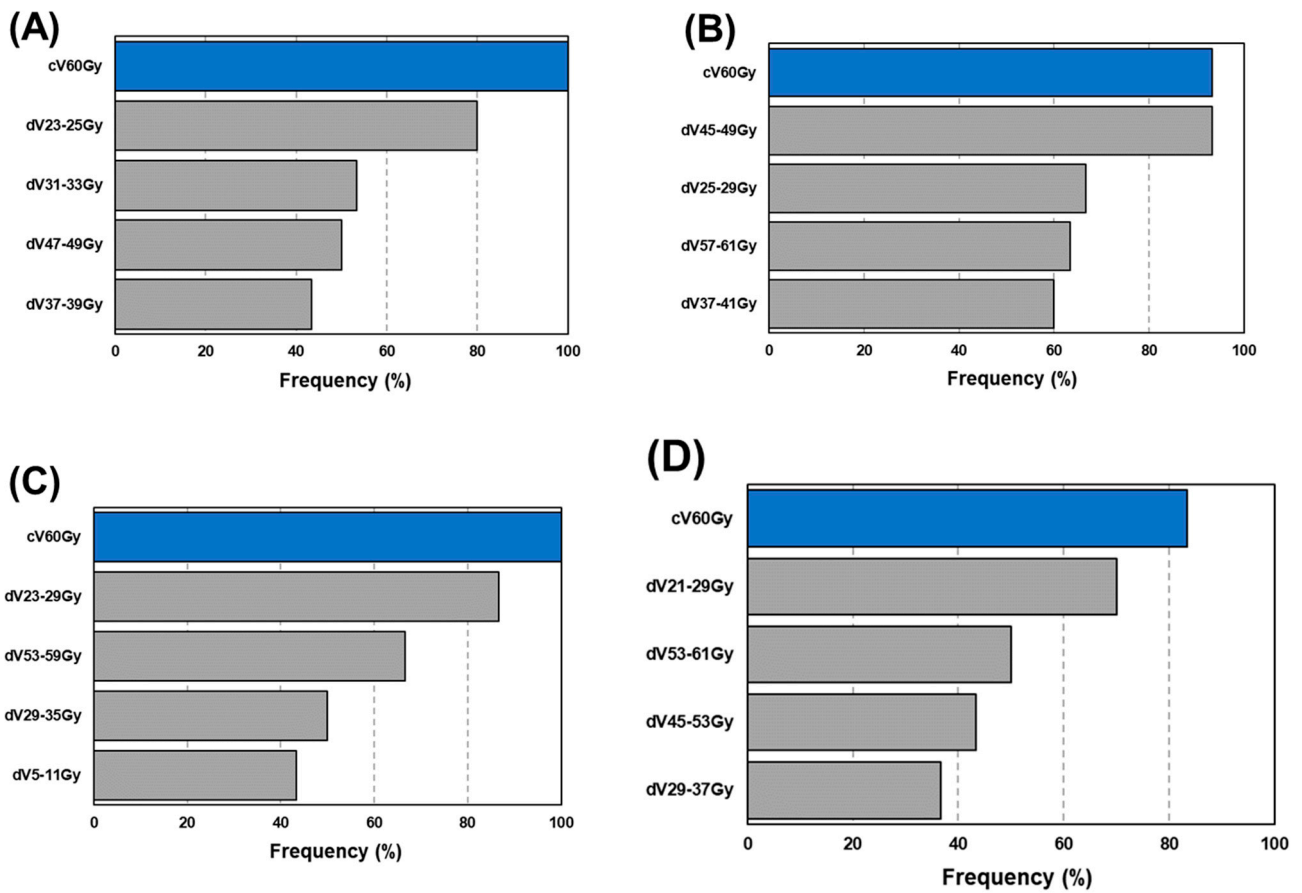 (A)
cV60Gy
dV23-25Gy
dV31-33Gy
dV47-49Gy
dV37-39Gy
0 20 40 60 80 100
Frequency (%)
(B)
cV60Gy
dV45-49Gy
dV25-29Gy
dV57-61Gy
dV37-41Gy
0 20 40 60 80 100
Frequency (%)
(C)
cV60Gy
dV23-29Gy
dV53-59Gy
dV29-35Gy
dV5-11Gy
0 20 40 60 80 100
Frequency (%)
(D)
cV60Gy
dV21-29Gy
dV53-61Gy
dV45-53Gy
dV29-37Gy
0 20 40 60 80 100
Frequency (%)